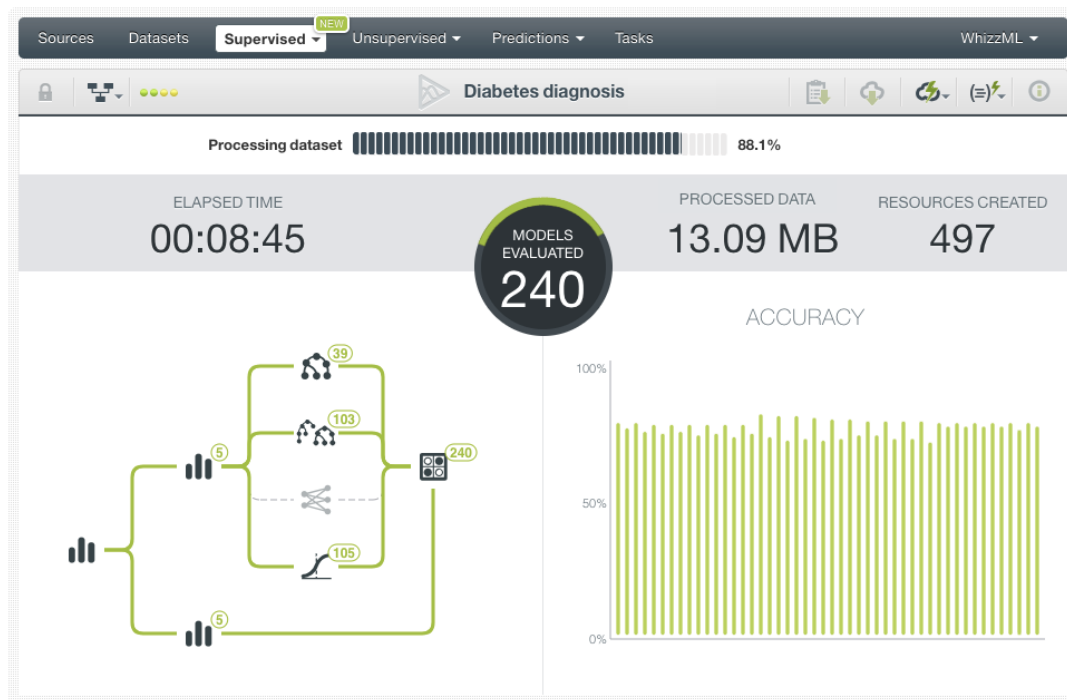 NEW
Sources Datasets Supervised Unsupervised Predictions Tasks WhizzML
Diabetes diagnosis
Processing dataset 88.1%
ELAPSED TIME
00:08:45
MODELS
EVALUATED
240
PROCESSED DATA
13.09 MB
RESOURCES CREATED
497
39
103
5
240
105
5
ACCURACY
100%
50%
0%